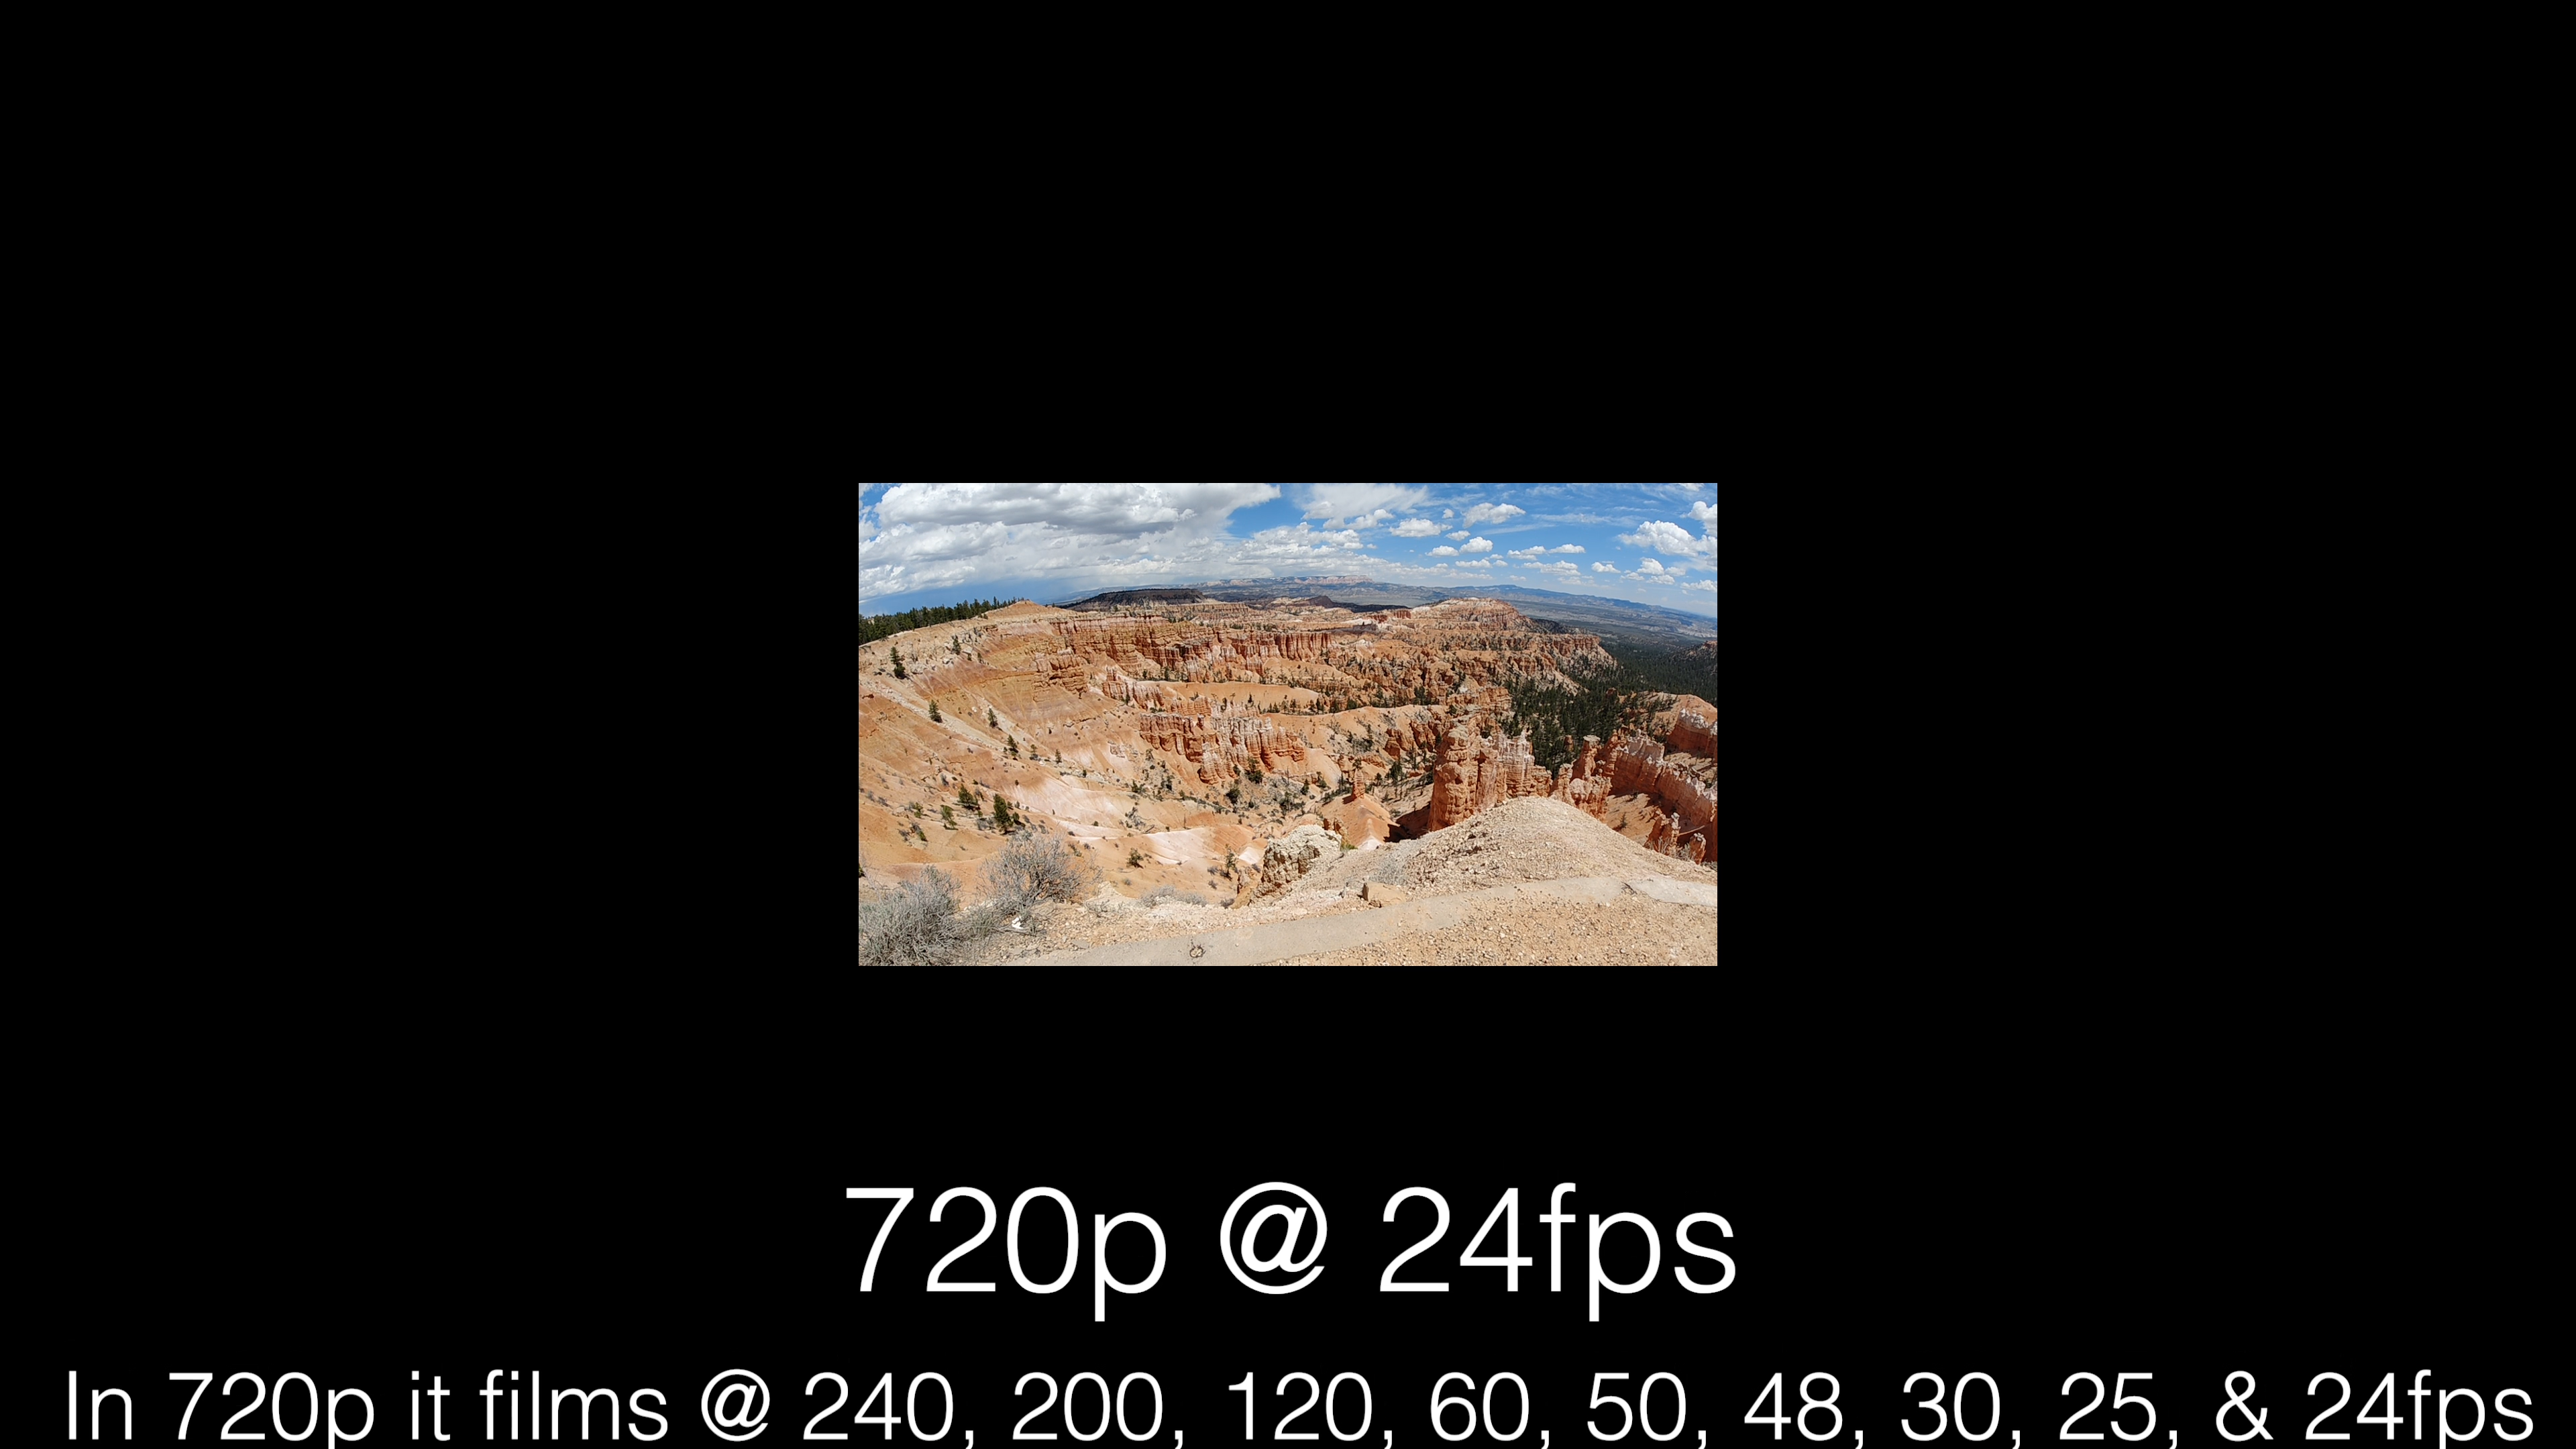 720p @ 24fps
In 720p it films @ 240, 200, 120, 60, 50, 48, 30, 25, & 24fps